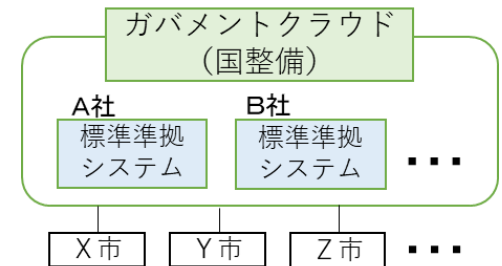 ガバメントクラウド
（国整備）
A社
B社
標準準拠
システム
標準準拠
システム
・・・
X市
Y市
Z市
・・・